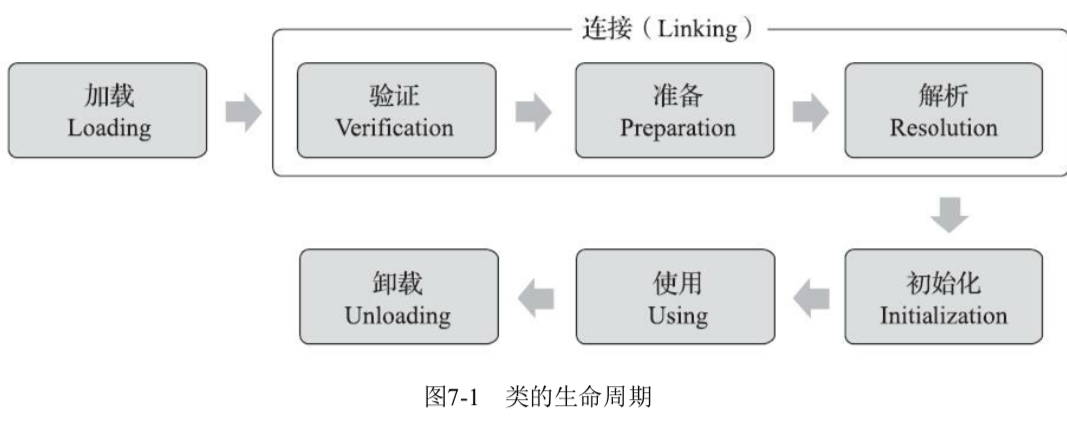 连接（Linking）
加载
Loading
验证
Verification
准备
Preparation
解析
Resolution
初始化
Initialization
使用
Using
卸载
Unloading
图7-1 类的生命周期